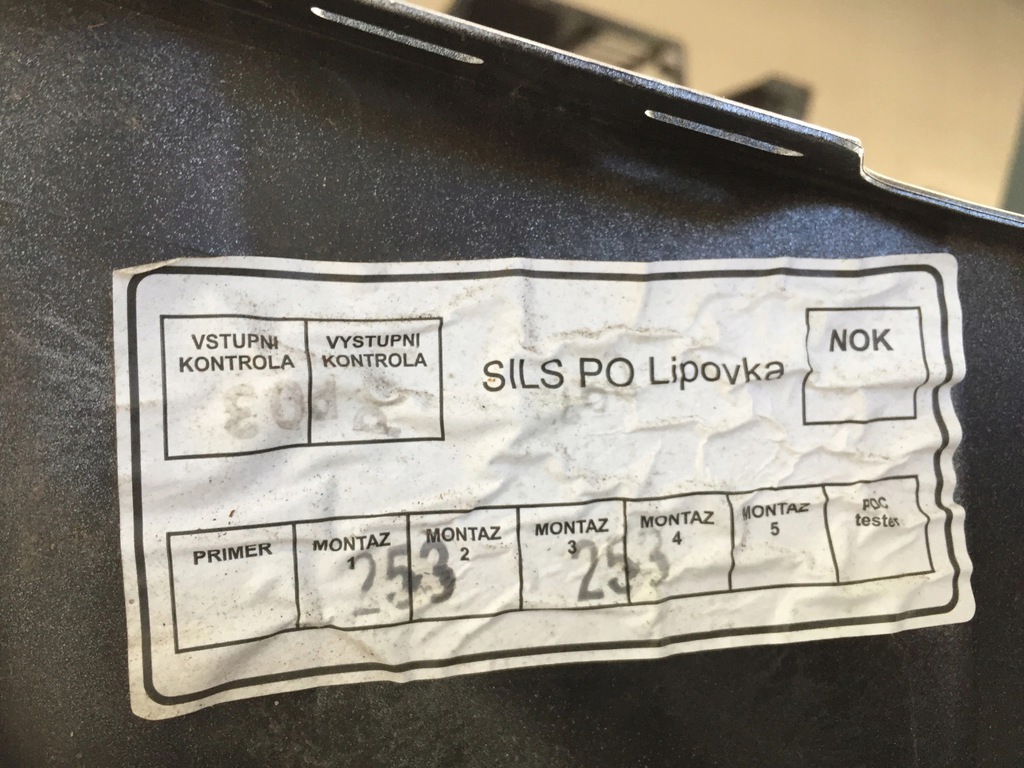 VSTUPNI
KONTROLA
VYSTUPNI
KONTROLA
SILS PO Lipovka
NOK
PRIMER
MONTAZ
1
MONTAZ
2
MONTAZ
3
MONTAZ
4
MONTAZ
5
POC
tester
253
253